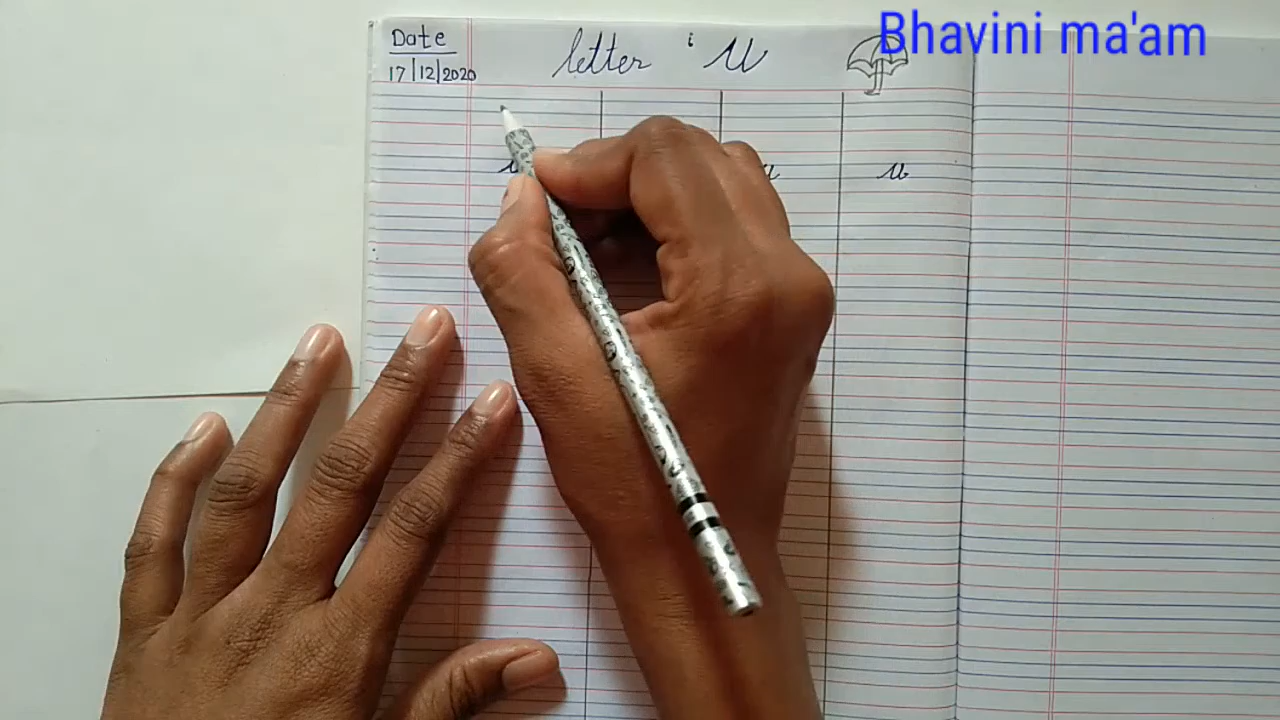 Bhavini ma'am
Date
letter ' u
17/12/2020
u u